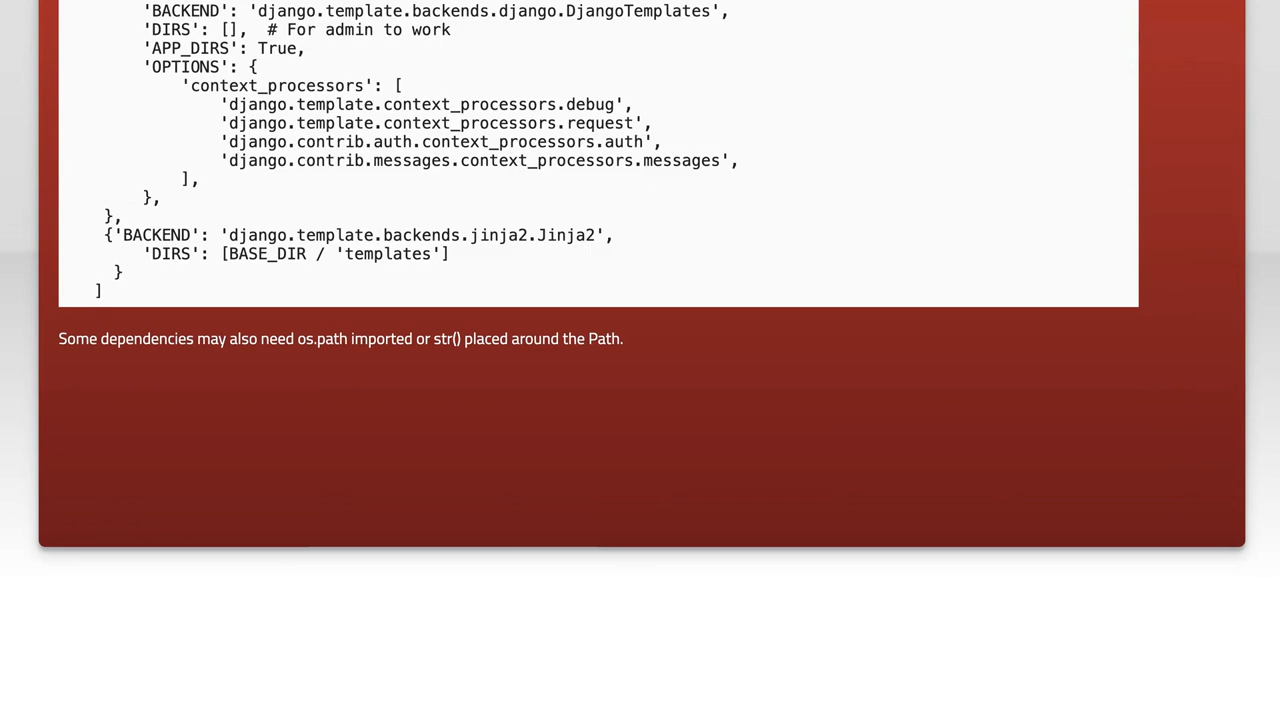 'BACKEND': 'django.template.backends.django.DjangoTemplates',
'DIRS': [],  # For admin to work
'APP_DIRS': True,
'OPTIONS': {
'context_processors': [
'django.template.context_processors.debug',
'django.template.context_processors.request',
'django.contrib.auth.context_processors.auth',
'django.contrib.messages.context_processors.messages',
],
},
},
{'BACKEND': 'django.template.backends.jinja2.Jinja2',
'DIRS': [BASE_DIR / 'templates']
}
]
Some dependencies may also need os.path imported or str() placed around the Path.